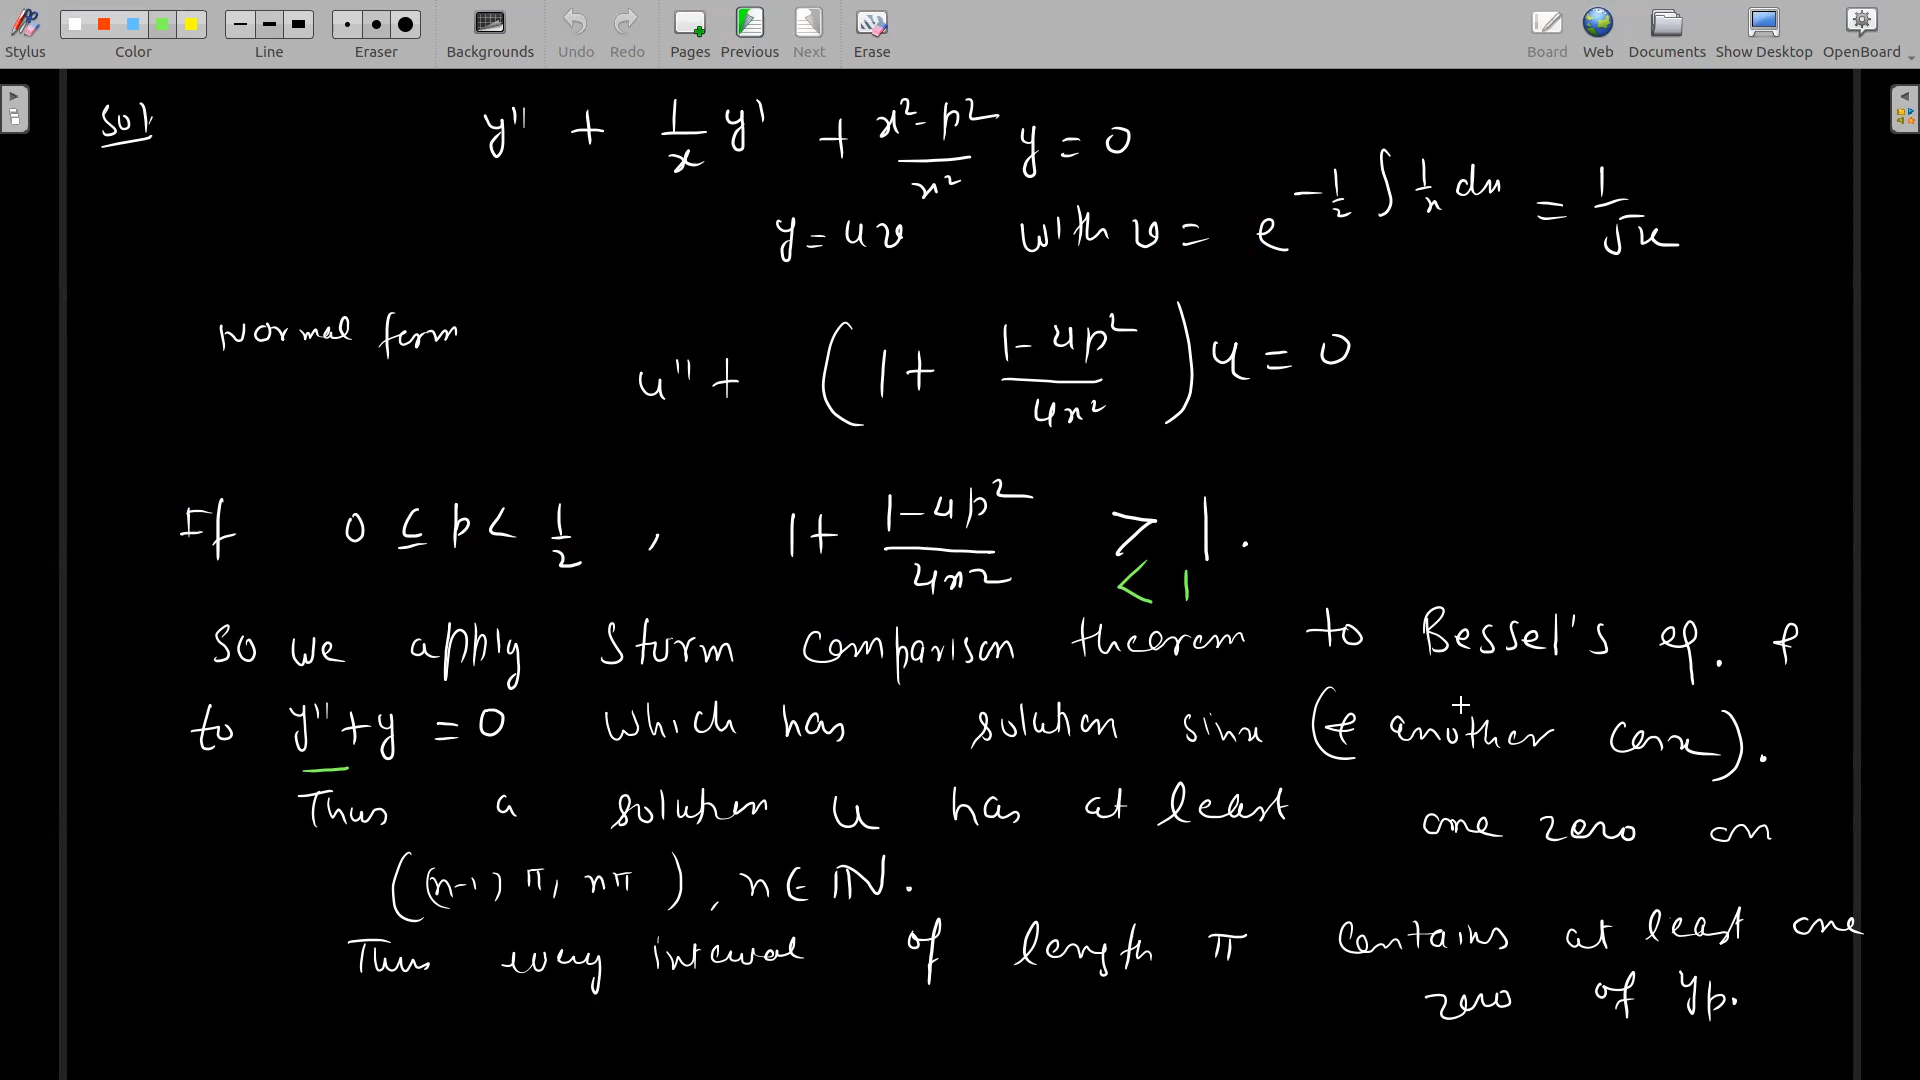 Stylus Color Line Eraser Backgrounds Undo Redo Pages Previous Next Erase Board Web Documents Show Desktop OpenBoard
Sol y'' + 1/x y' + (x² - p²)/x² y = 0
y = uv with v = e^(-1/2 ∫ 1/x dx) = 1/√x
Normal form u'' + (1 + (1-4p²)/4x²) u = 0
If 0 ≤ p < 1/2 , 1 + (1-4p²)/4x² > 1.
< 1
So we apply Sturm Comparison theorem to Bessel's eq. &
to y''+y = 0 which has solution sinx (& another cosx).
Thus a solution u has at least one zero on
((n-1)π, nπ), n∈ℕ.
Thus every interval of length π contains at least one
zero of yp.